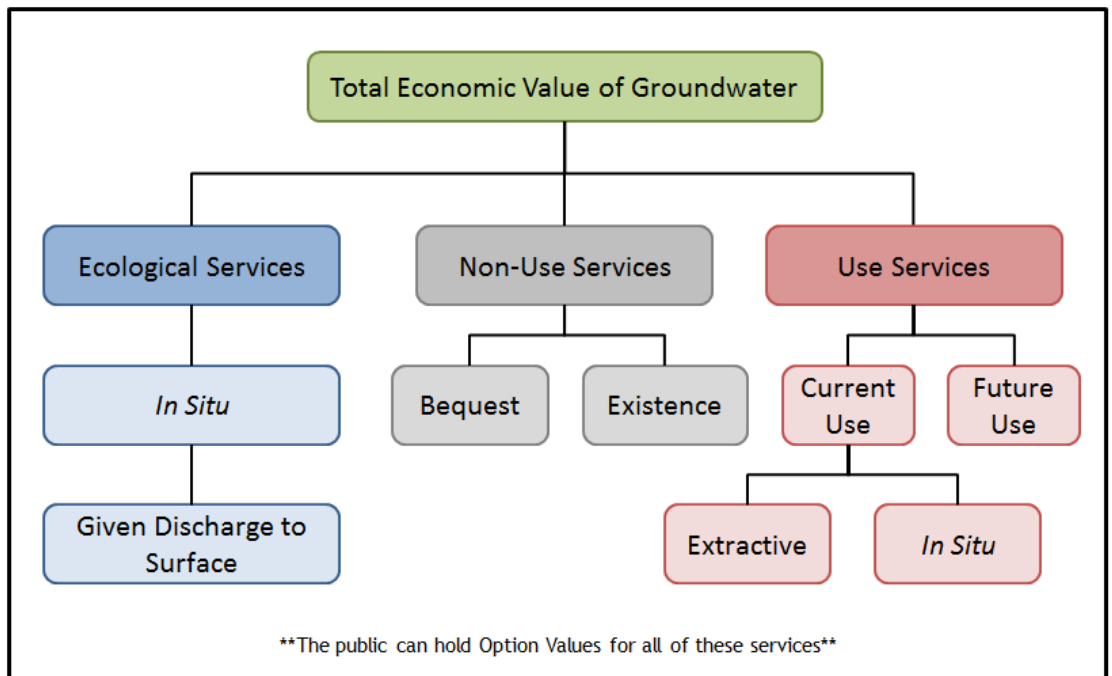 Total Economic Value of Groundwater
Ecological Services
Non-Use Services
Use Services
In Situ
Bequest
Existence
Current
Use
Future
Use
Given Discharge to
Surface
Extractive
In Situ
**The public can hold Option Values for all of these services**